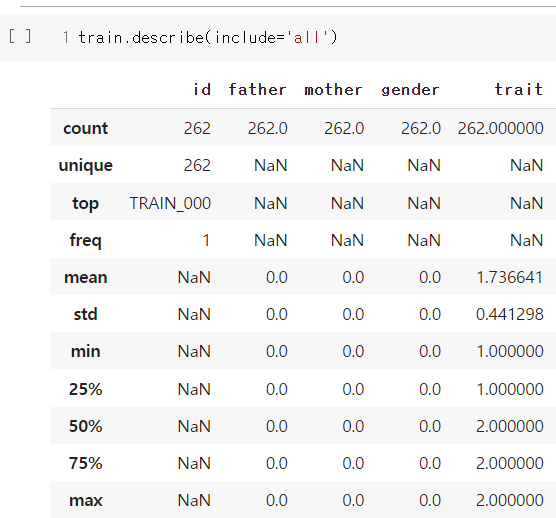 [ ] 1 train.describe(include='all')
id father mother gender trait
count 262 262.0 262.0 262.0 262.000000
unique 262 NaN NaN NaN NaN
top TRAIN_000 NaN NaN NaN NaN
freq 1 NaN NaN NaN NaN
mean NaN 0.0 0.0 0.0 1.736641
std NaN 0.0 0.0 0.0 0.441298
min NaN 0.0 0.0 0.0 1.000000
25% NaN 0.0 0.0 0.0 1.000000
50% NaN 0.0 0.0 0.0 2.000000
75% NaN 0.0 0.0 0.0 2.000000
max NaN 0.0 0.0 0.0 2.000000